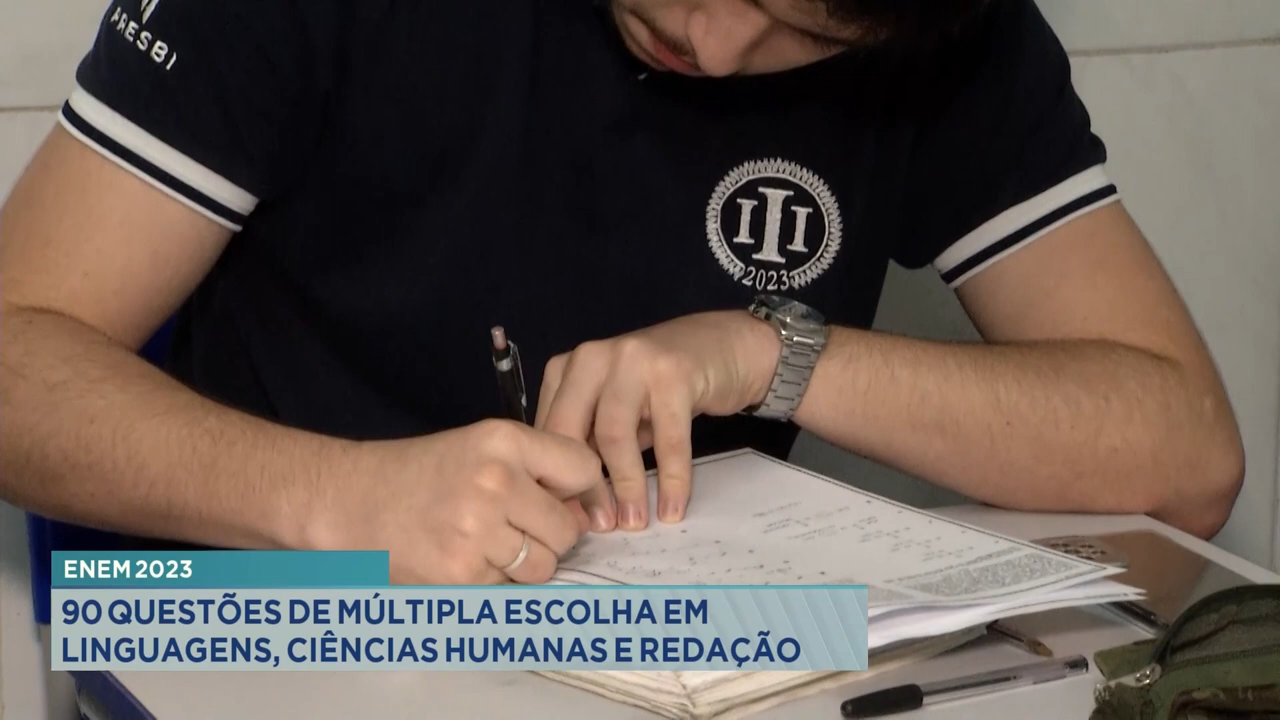 PRESBI
III
2023
ENEM 2023
90 QUESTÕES DE MÚLTIPLA ESCOLHA EM
LINGUAGENS, CIÊNCIAS HUMANAS E REDAÇÃO